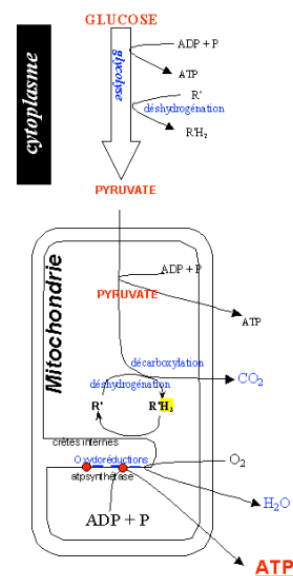 GLUCOSE
cytoplasme
glycolyse
ADP + P
ATP
R'
déshydrogénation
R'H2
PYRUVATE
Mitochondrie
ADP + P
PYRUVATE
ATP
décarboxylation
CO2
déshydrogénation
R' R'H2
crêtes internes
Oxydoréductions
O2
atpsynthétase
H2O
ADP + P
ATP